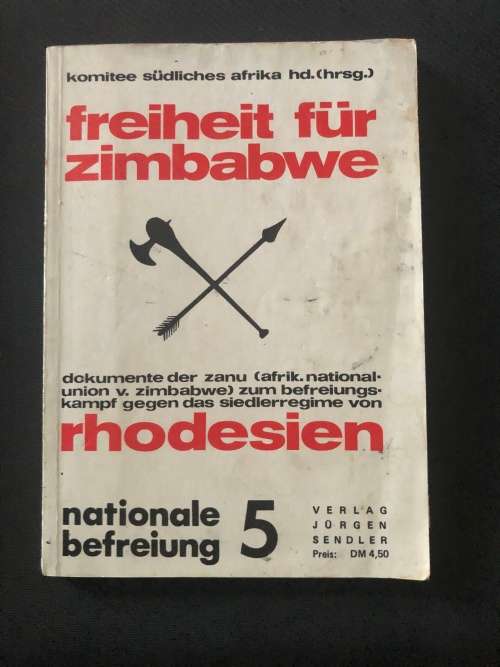 komitee südliches afrika hd.(hrsg.)
freiheit für
zimbabwe
dokumente der zanu (afrik.national-
union v. zimbabwe) zum befreiungs-
kampf gegen das siedlerregime von
rhodesien
nationale
befreiung 5
VERLAG
JÜRGEN
SENDLER
Preis: DM 4,50